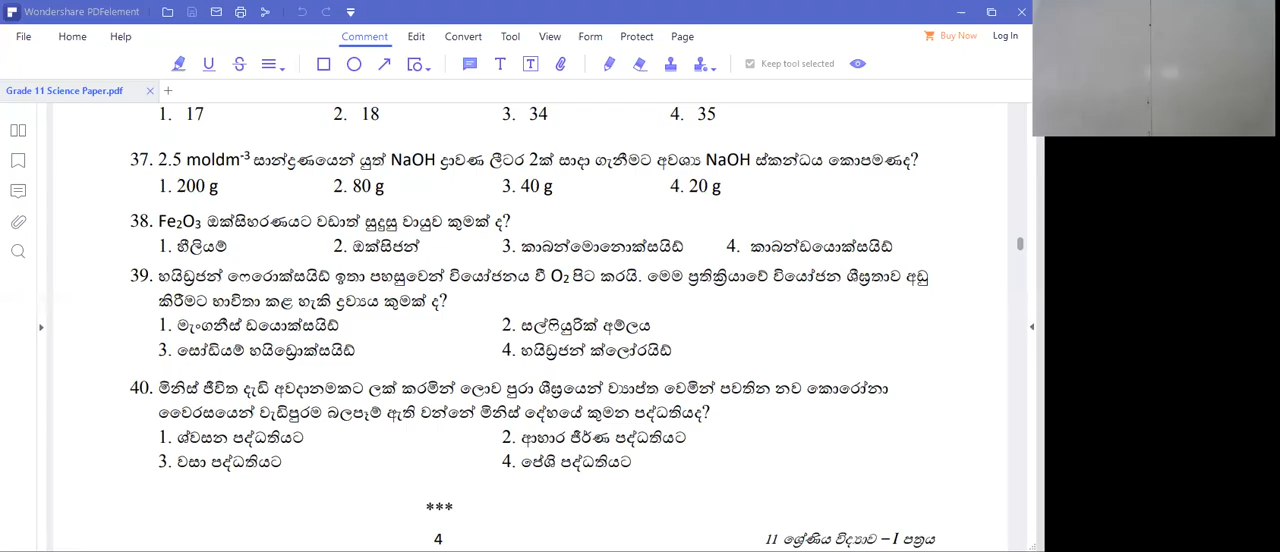 Wondershare PDFelement
File Home Help Comment Edit Convert Tool View Form Protect Page Buy Now Log In
Keep tool selected
Grade 11 Science Paper.pdf
1. 17 2. 18 3. 34 4. 35
37. 2.5 moldm⁻³ සාන්ද්‍රණයෙන් යුත් NaOH ද්‍රාවණ ලීටර 2ක් සාදා ගැනීමට අවශ්‍ය NaOH ස්කන්ධය කොපමණද?
1. 200 g 2. 80 g 3. 40 g 4. 20 g
38. Fe₂O₃ ඔක්සිහරණයට වඩාත් සුදුසු වායුව කුමක් ද?
1. හීලියම් 2. ඔක්සිජන් 3. කාබන්මොනොක්සයිඩ් 4. කාබන්ඩයොක්සයිඩ්
39. හයිඩ්‍රජන් ෆෙරොක්සයිඩ් ඉතා පහසුවෙන් වියෝජනය වී O₂ පිට කරයි. මෙම ප්‍රතික්‍රියාවේ වියෝජන ශීඝ්‍රතාව අඩු
කිරීමට භාවිතා කළ හැකි ද්‍රව්‍යය කුමක් ද?
1. මැංගනීස් ඩයොක්සයිඩ් 2. සල්ෆියුරික් අම්ලය
3. සෝඩියම් හයිඩ්‍රොක්සයිඩ් 4. හයිඩ්‍රජන් ක්ලෝරයිඩ්
40. මිනිස් ජීවිත දැඩි අවදානමකට ලක් කරමින් ලොව පුරා ශීඝ්‍රයෙන් ව්‍යාප්ත වෙමින් පවතින නව කොරෝනා
වෛරසයෙන් වැඩිපුරම බලපෑම් ඇති වන්නේ මිනිස් දේහයේ කුමන පද්ධතියද?
1. ශ්වසන පද්ධතියට 2. ආහාර ජීර්ණ පද්ධතියට
3. වසා පද්ධතියට 4. පේශි පද්ධතියට
***
4
11 ශ්‍රේණිය විද්‍යාව – I පත්‍රය